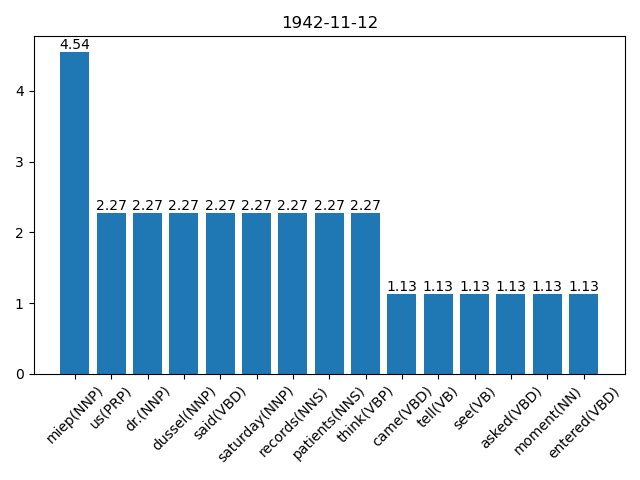 1942-11-12
4.54
2.27 2.27 2.27 2.27 2.27 2.27 2.27 2.27
1.13 1.13 1.13 1.13 1.13 1.13
4
3
2
1
0
miep(NNP)
us(PRP)
dr.(NNP)
dussel(NNP)
said(VBD)
saturday(NNP)
records(NNS)
patients(NNS)
think(VBP)
came(VBD)
tell(VB)
see(VB)
asked(VBD)
moment(NN)
entered(VBD)